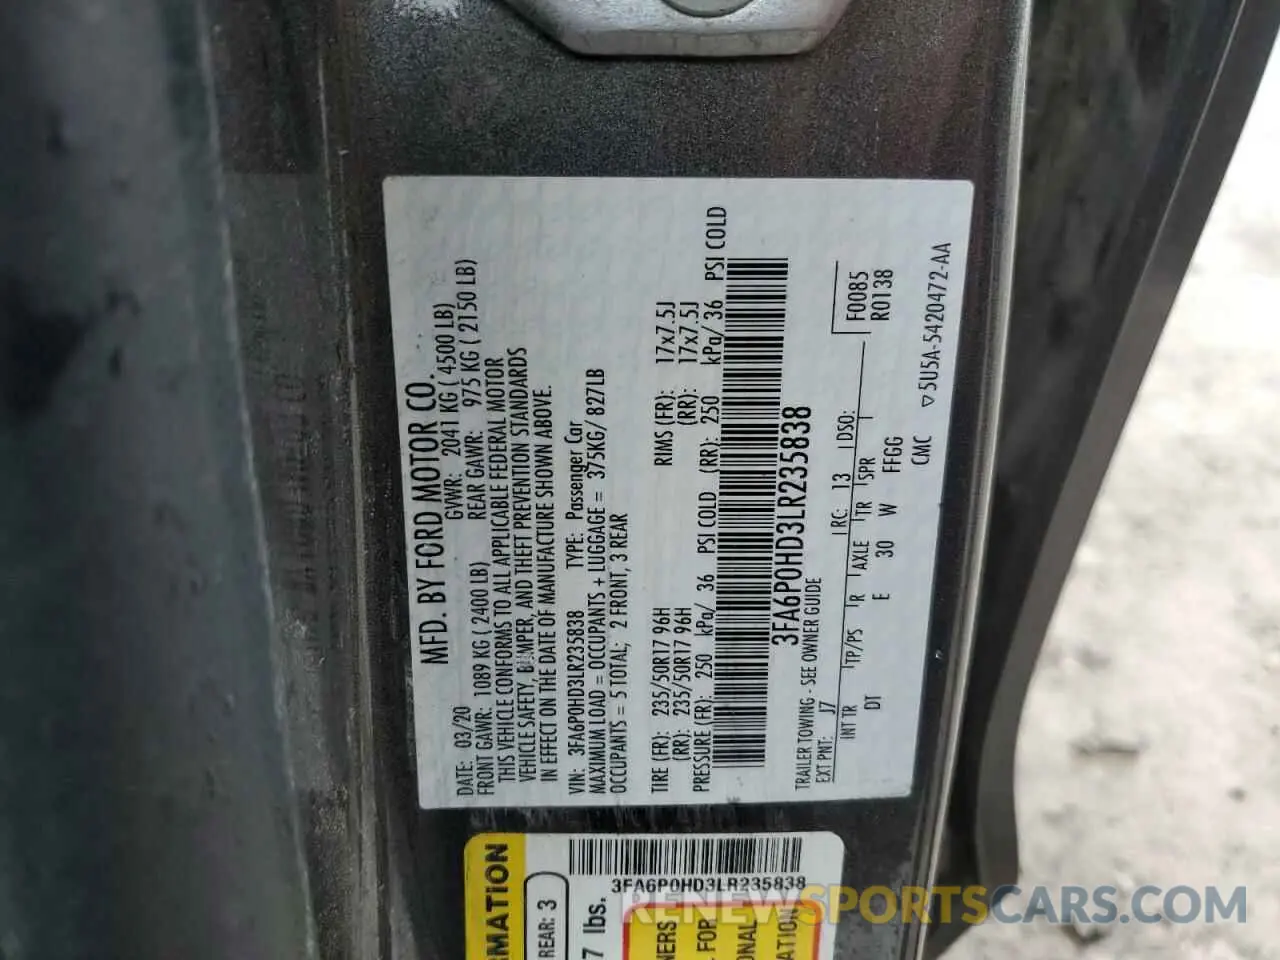 MFD. BY FORD MOTOR CO.
DATE: 03/20 GVWR: 2041 KG ( 4500 LB)
FRONT GAWR: 1089 KG ( 2400 LB) REAR GAWR: 975 KG ( 2150 LB)
THIS VEHICLE CONFORMS TO ALL APPLICABLE FEDERAL MOTOR
VEHICLE SAFETY, BUMPER, AND THEFT PREVENTION STANDARDS
IN EFFECT ON THE DATE OF MANUFACTURE SHOWN ABOVE.
VIN: 3FA6P0HD3LR235838 TYPE: Passenger Car
MAXIMUM LOAD = OCCUPANTS + LUGGAGE = 375KG/ 827LB
OCCUPANTS = 5 TOTAL; 2 FRONT, 3 REAR
TIRE (FR): 235/50R17 96H RIMS (FR): 17x7.5J
(RR): 235/50R17 96H (RR): 17x7.5J
PRESSURE (FR): 250 kPa/ 36 PSI COLD (RR): 250 kPa/ 36 PSI COLD
3FA6P0HD3LR235838
TRAILER TOWING - SEE OWNER GUIDE
EXT PNT: J7 RC: 13 DSO: F0085
R0138
INT TR TP/PS R AXLE TR SPR
DT E 30 W FFGG
CMC ▽5U5A-5420472-AA
3FA6P0HD3LR235838
REAR: 3
7 lbs.
RENEWSPORTSCARS.COM